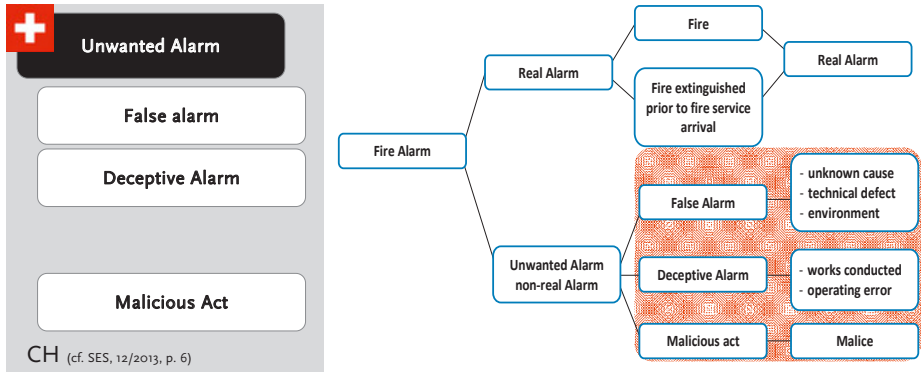 Unwanted Alarm
False alarm
Deceptive Alarm
Malicious Act
CH (cf. SES, 12/2013, p. 6)
Fire Alarm
Real Alarm
Fire
Fire extinguished
prior to fire service
arrival
Real Alarm
Unwanted Alarm
non-real Alarm
False Alarm
- unknown cause
- technical defect
- environment
Deceptive Alarm
- works conducted
- operating error
Malicious act
Malice